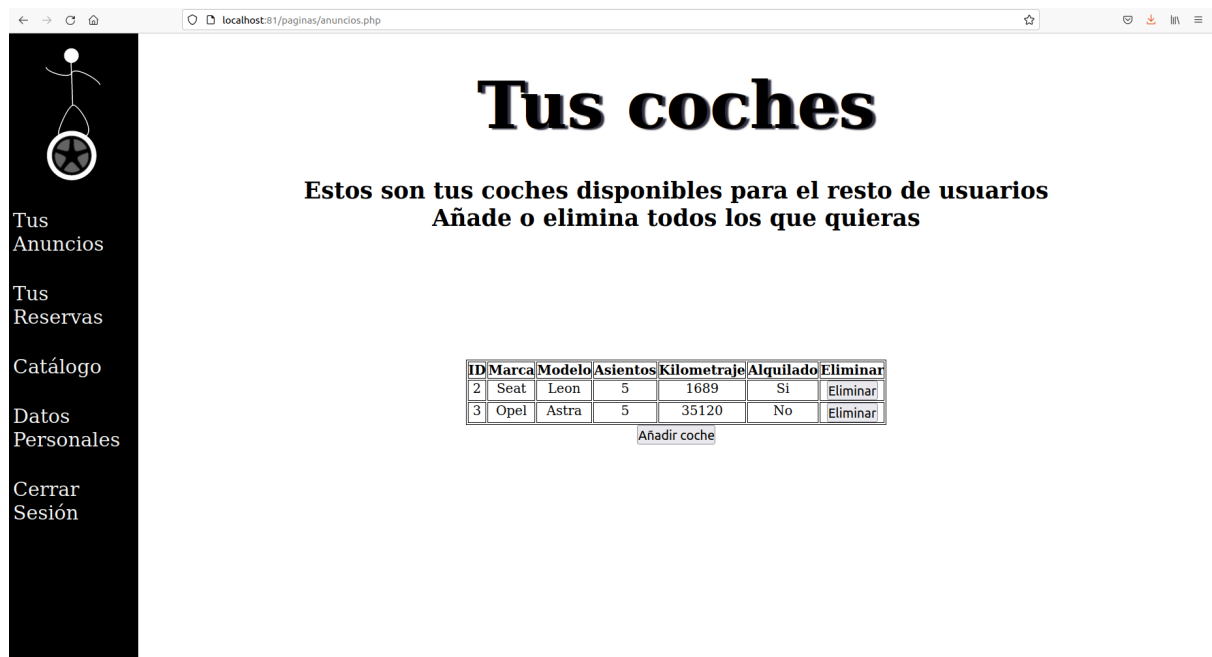 localhost:81/paginas/anuncios.php
Tus
Anuncios
Tus
Reservas
Catálogo
Datos
Personales
Cerrar
Sesión
Tus coches
Estos son tus coches disponibles para el resto de usuarios
Añade o elimina todos los que quieras
ID Marca Modelo Asientos Kilometraje Alquilado Eliminar
2 Seat Leon 5 1689 Si Eliminar
3 Opel Astra 5 35120 No Eliminar
Añadir coche